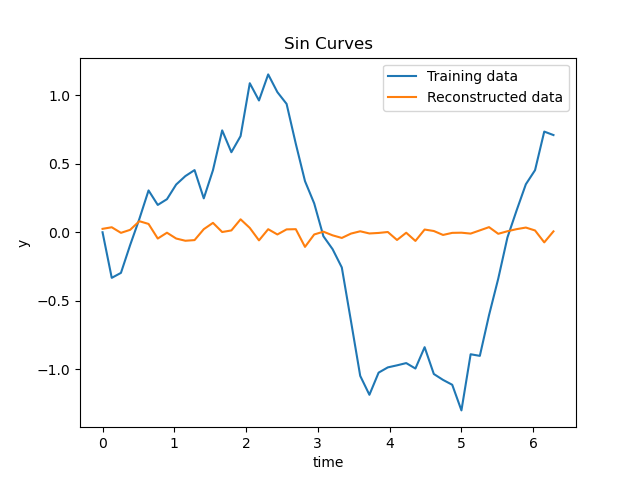 Sin Curves
Training data
Reconstructed data
1.0
0.5
0.0
−0.5
−1.0
y
0 1 2 3 4 5 6
time